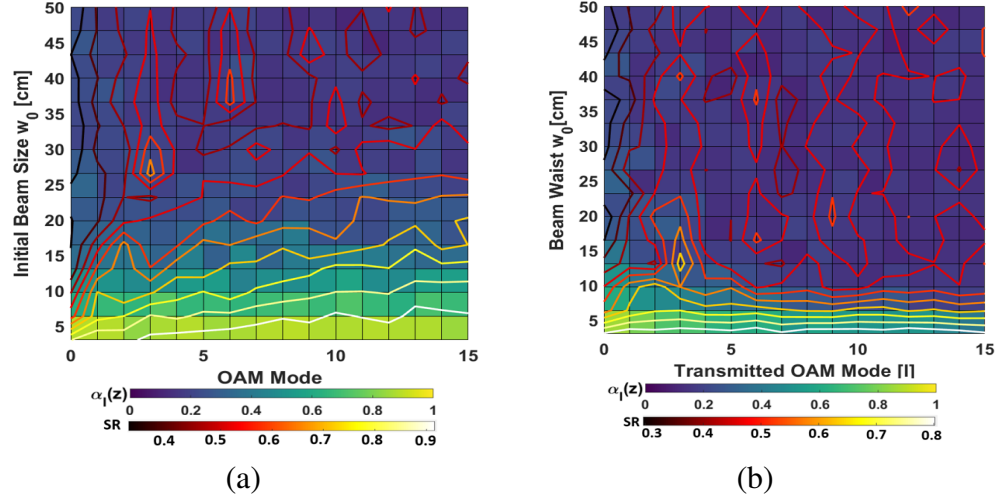 50
45
40
35
30
25
20
15
10
5
Initial Beam Size w_0 [cm]
0 5 10 15
OAM Mode
α_l(z)
0 0.2 0.4 0.6 0.8 1
SR
0.4 0.5 0.6 0.7 0.8 0.9
(a)
50
45
40
35
30
25
20
15
10
5
Beam Waist w_0[cm]
0 5 10 15
Transmitted OAM Mode [l]
α_l(z)
0 0.2 0.4 0.6 0.8 1
SR
0.3 0.4 0.5 0.6 0.7 0.8
(b)